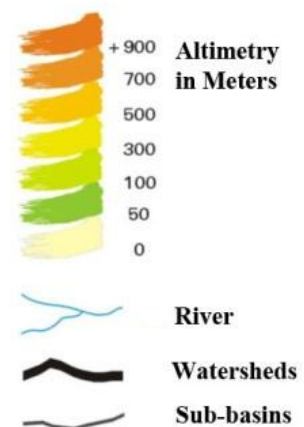 + 900
Altimetry
in Meters
700
500
300
100
50
0
River
Watersheds
Sub-basins